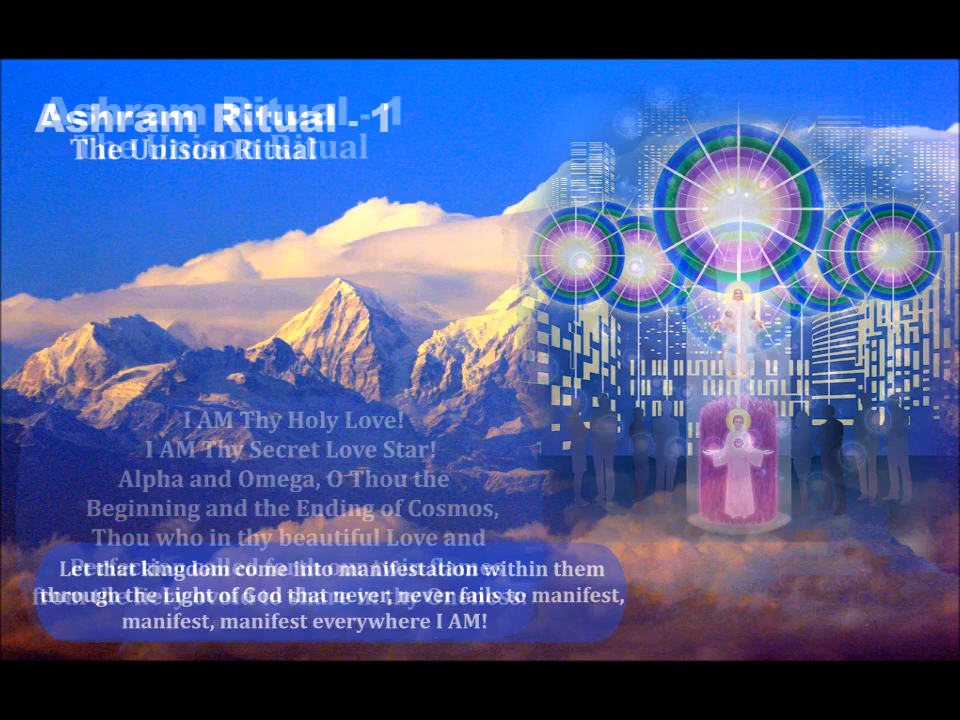 Ashram Ritual - 1
The Unison Ritual
I AM Thy Holy Love!
I AM Thy Secret Love Star!
Alpha and Omega, O Thou the
Beginning and the Ending of Cosmos,
Thou who in thy beautiful Love and
Let that kingdom come into manifestation within them
through the Light of God that never, never fails to manifest,
manifest, manifest everywhere I AM!